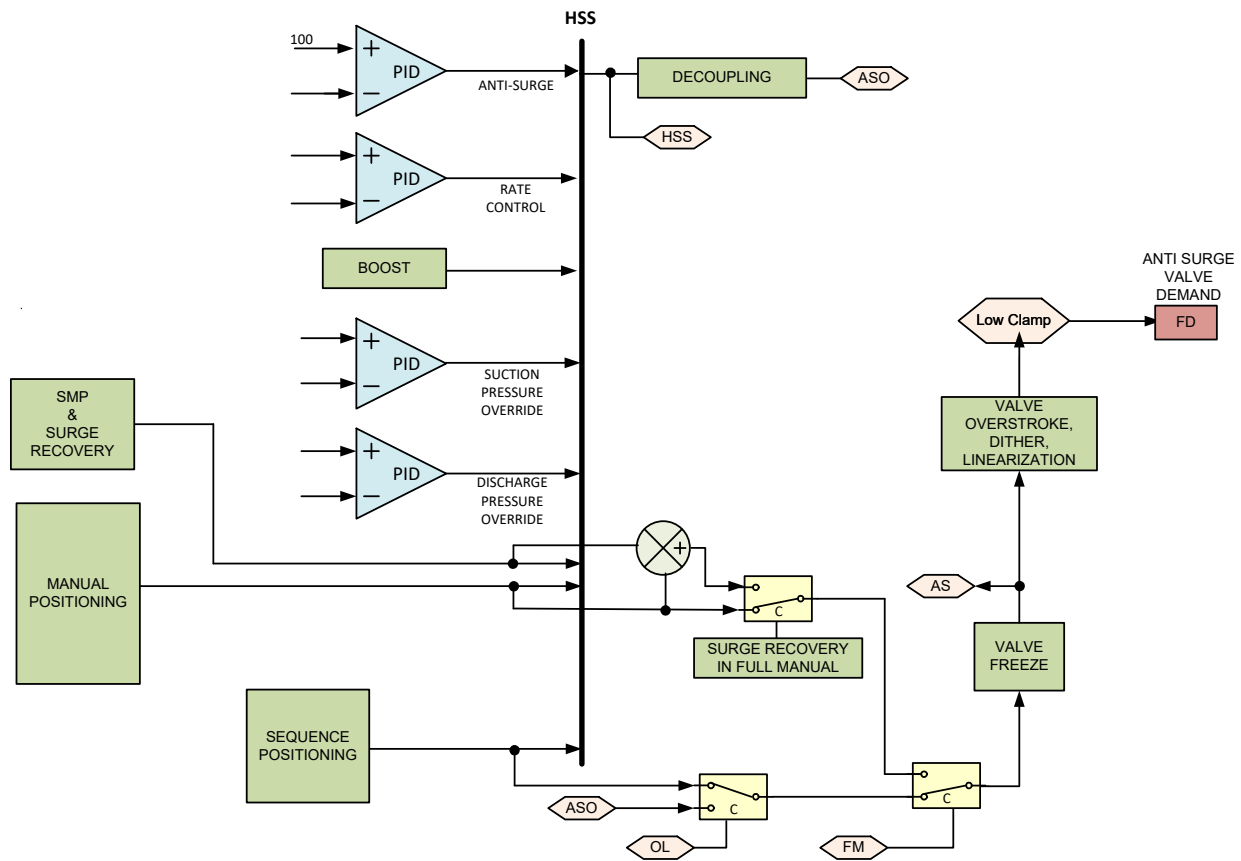 HSS
100
+
PID
−
ANTI-SURGE
DECOUPLING
ASO
HSS
+
PID
−
RATE
CONTROL
BOOST
ANTI SURGE
VALVE
DEMAND
Low Clamp
FD
+
PID
−
SUCTION
PRESSURE
OVERRIDE
SMP
&
SURGE
RECOVERY
VALVE
OVERSTROKE,
DITHER,
LINEARIZATION
+
PID
−
DISCHARGE
PRESSURE
OVERRIDE
MANUAL
POSITIONING
+
C
SURGE RECOVERY
IN FULL MANUAL
AS
VALVE
FREEZE
SEQUENCE
POSITIONING
ASO
C
C
OL
FM